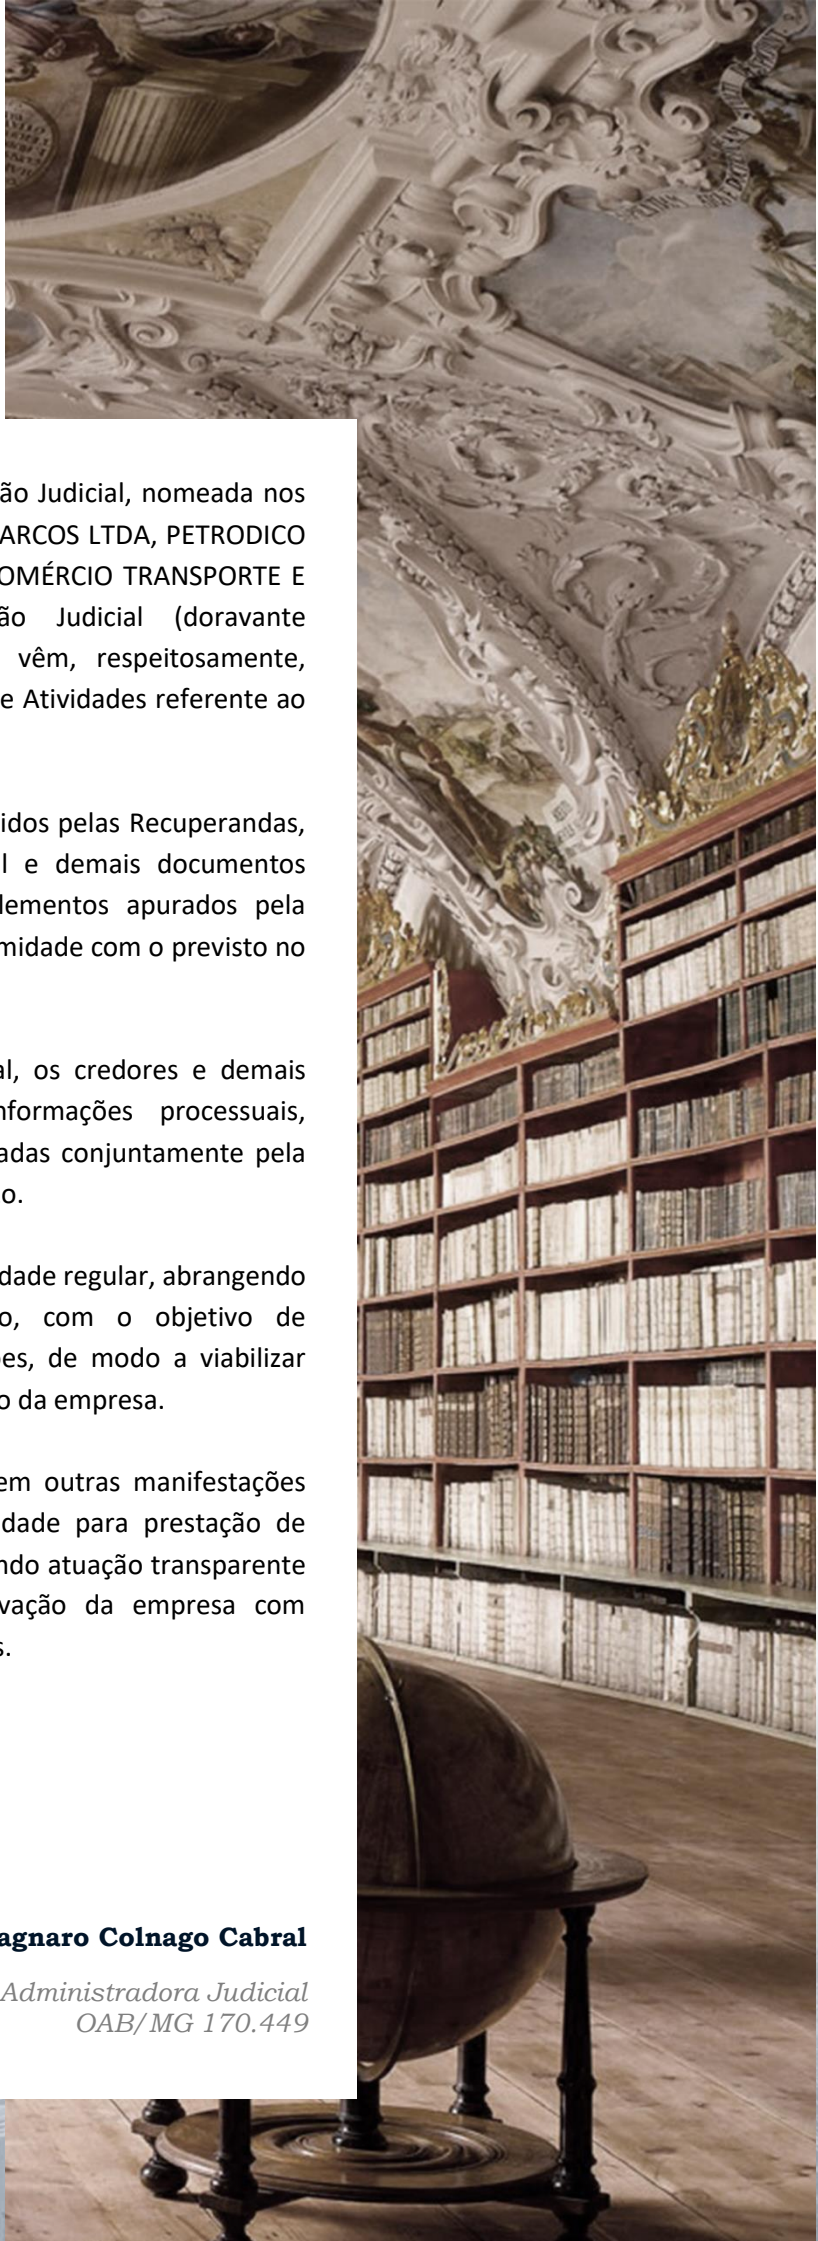 ão Judicial, nomeada nos
ARCOS LTDA, PETRODICO
OMÉRCIO TRANSPORTE E
ão Judicial (doravante
vêm, respeitosamente,
e Atividades referente ao
idos pelas Recuperandas,
l e demais documentos
lementos apurados pela
midade com o previsto no
al, os credores e demais
nformações processuais,
adas conjuntamente pela
o.
dade regular, abrangendo
o, com o objetivo de
ões, de modo a viabilizar
o da empresa.
em outras manifestações
idade para prestação de
ndo atuação transparente
vação da empresa com
s.
agnaro Colnago Cabral
Administradora Judicial
OAB/MG 170.449